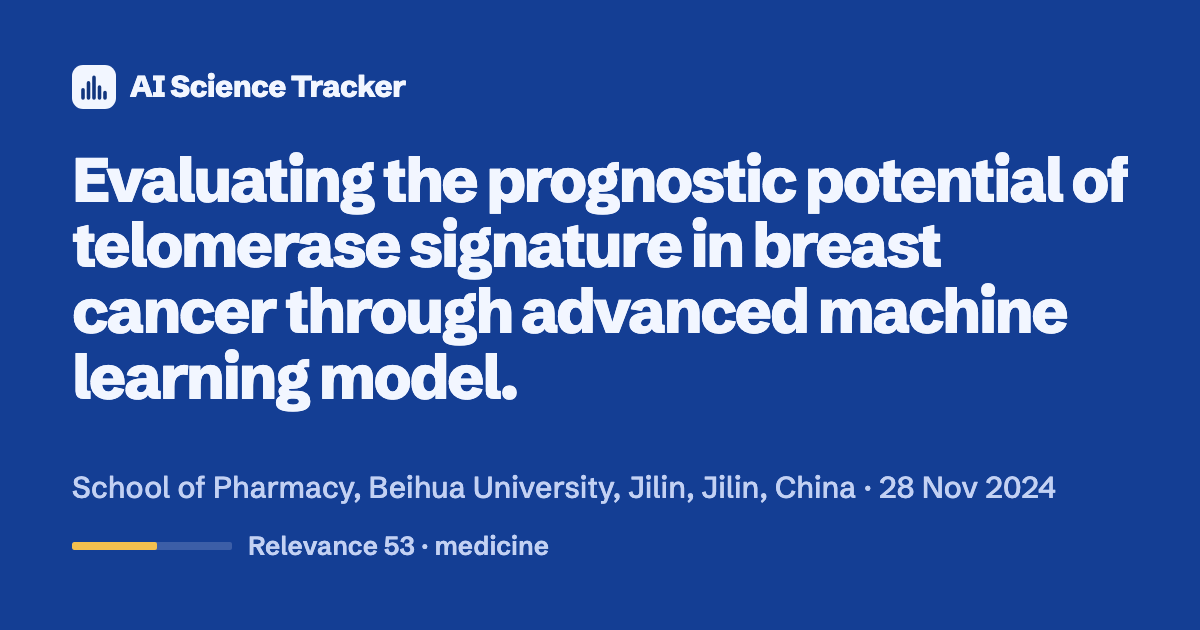 AI Science Tracker
Evaluating the prognostic potential of
telomerase signature in breast
cancer through advanced machine
learning model.
School of Pharmacy, Beihua University, Jilin, Jilin, China · 28 Nov 2024
Relevance 53 · medicine